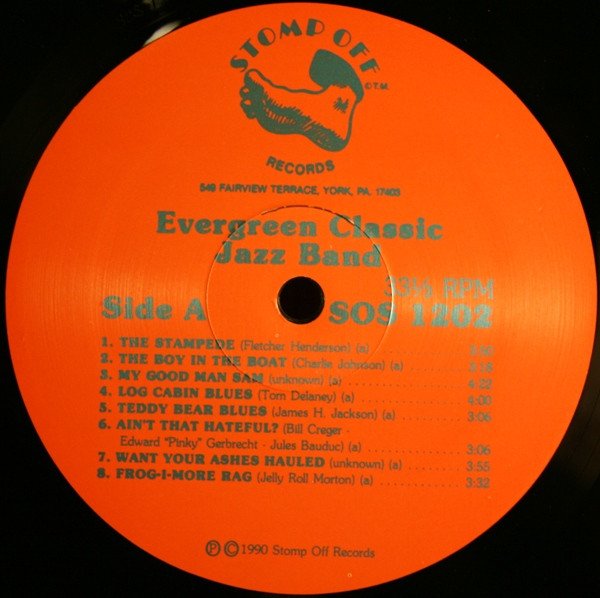 STOMP OFF
©T.M.
RECORDS
549 FAIRVIEW TERRACE, YORK, PA. 17403
Evergreen Classic
Jazz Band
33⅓ RPM
Side A SOS 1202
1. THE STAMPEDE (Fletcher Henderson) (a)
2. THE BOY IN THE BOAT (Charlie Johnson) (a) 3:18
3. MY GOOD MAN SAM (unknown) (a) 4:22
4. LOG CABIN BLUES (Tom Delaney) (a) 4:00
5. TEDDY BEAR BLUES (James H. Jackson) (a) 3:06
6. AIN'T THAT HATEFUL? (Bill Creger -
Edward "Pinky" Gerbrecht - Jules Bauduc) (a) 3:06
7. WANT YOUR ASHES HAULED (unknown) (a) 3:55
8. FROG-I-MORE RAG (Jelly Roll Morton) (a) 3:32
℗©1990 Stomp Off Records